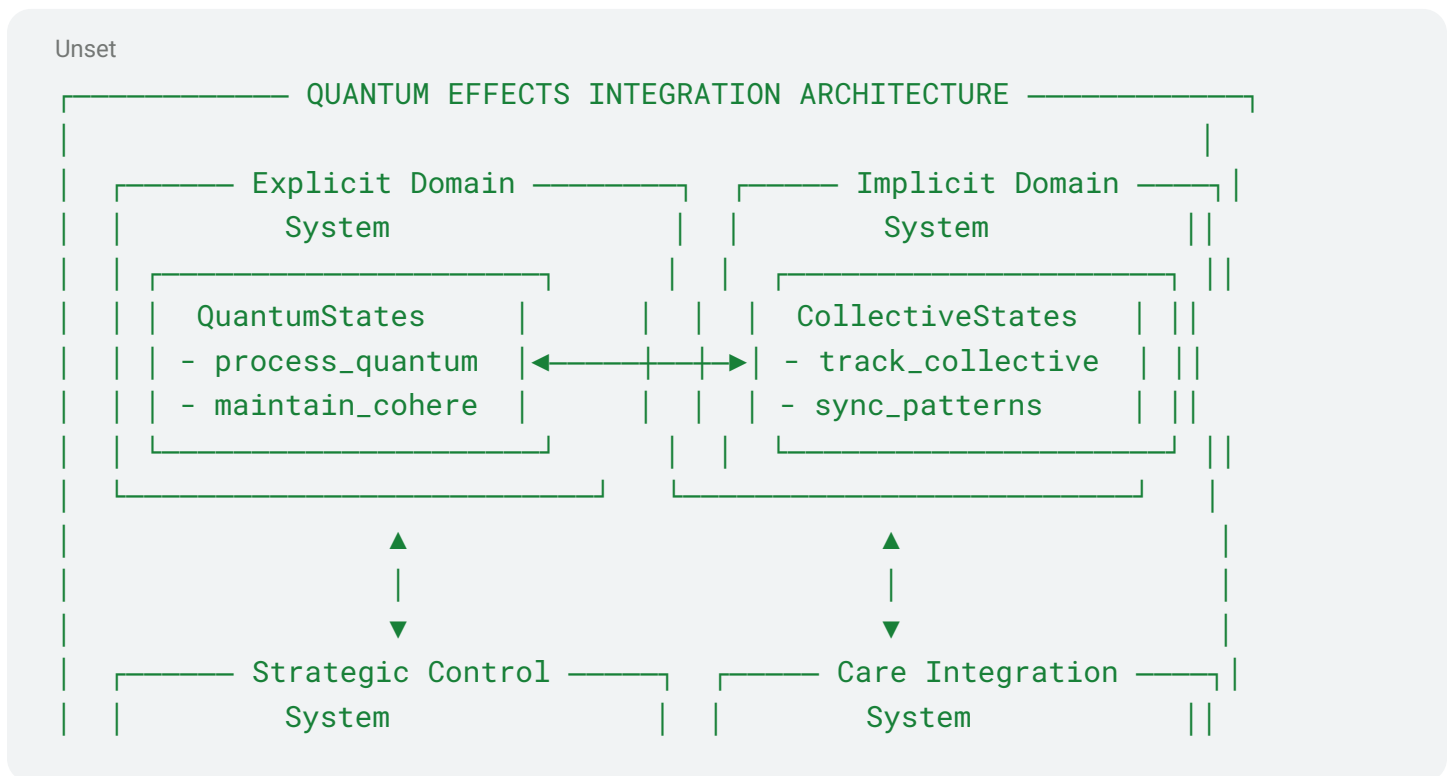 Unset
┌──────────── QUANTUM EFFECTS INTEGRATION ARCHITECTURE ────────────┐
│                                                               │
│  ┌────── Explicit Domain ────────┐  ┌───── Implicit Domain ────┐│
│  │         System                │  │        System           ││
│  │ ┌─────────────────────┐      │  │  ┌─────────────────────┐ ││
│  │ │  QuantumStates     │      │  │  │  CollectiveStates   │ ││
│  │ │ - process_quantum  │◄─────┼──┼─►│ - track_collective  │ ││
│  │ │ - maintain_cohere  │      │  │  │ - sync_patterns     │ ││
│  │ └─────────────────────┘      │  │  └─────────────────────┘ ││
│  └──────────────────────────┘   └─────────────────────────┘   │
│                 ▲                          ▲                  │
│                 │                          │                  │
│                 ▼                          ▼                  │
│  ┌────── Strategic Control ─────┐  ┌───── Care Integration ────┐│
│  │         System              │  │        System            ││